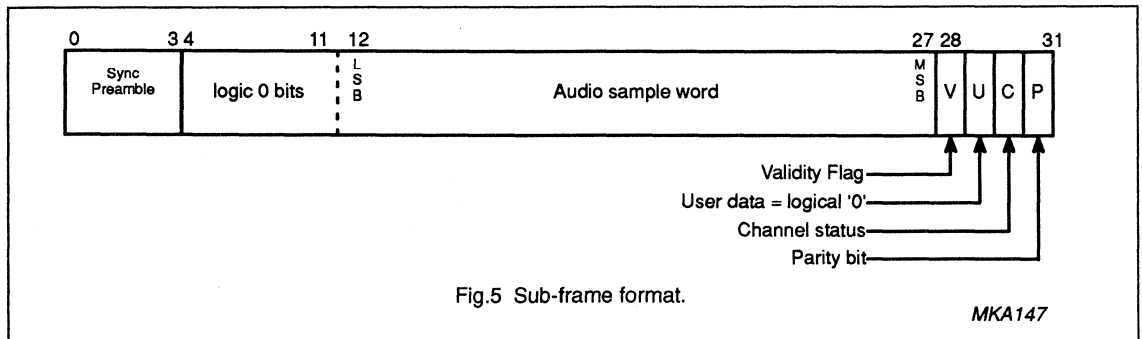 0 3 4 11 12 27 28 31
Sync
Preamble
logic 0 bits
L
S
B
Audio sample word
M
S
B
V U C P
Validity Flag
User data = logical '0'
Channel status
Parity bit
Fig.5 Sub-frame format.
MKA147